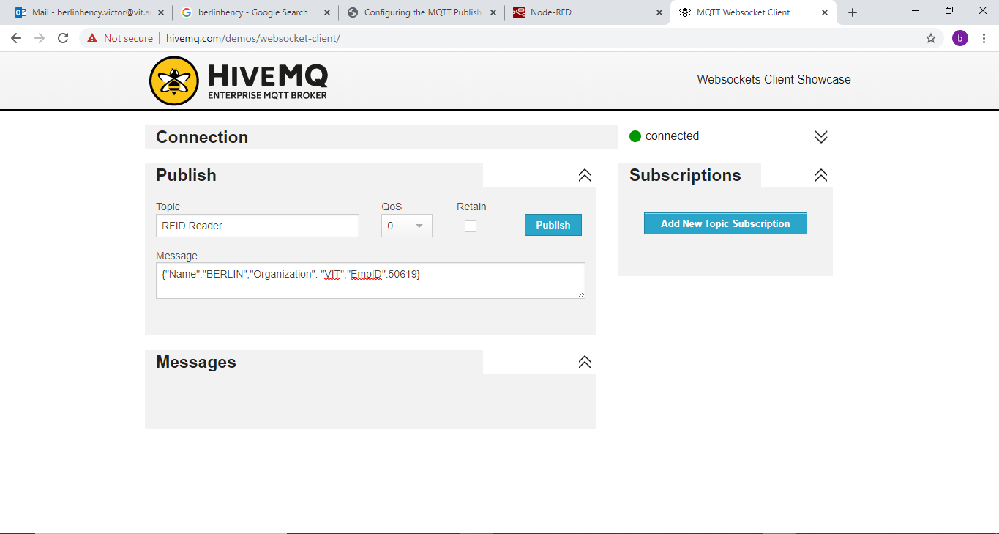 Mail - berlinhency.victor@vit.a
berlinhency - Google Search
Configuring the MQTT Publish
Node-RED
MQTT Websocket Client
Not secure
hivemq.com/demos/websocket-client/
b
HIVEMQ
ENTERPRISE MQTT BROKER
Websockets Client Showcase
Connection
connected
Publish
Subscriptions
Topic
QoS
Retain
RFID Reader
0
Publish
Add New Topic Subscription
Message
{"Name":"BERLIN","Organization": "VIT","EmpID":50619}
Messages